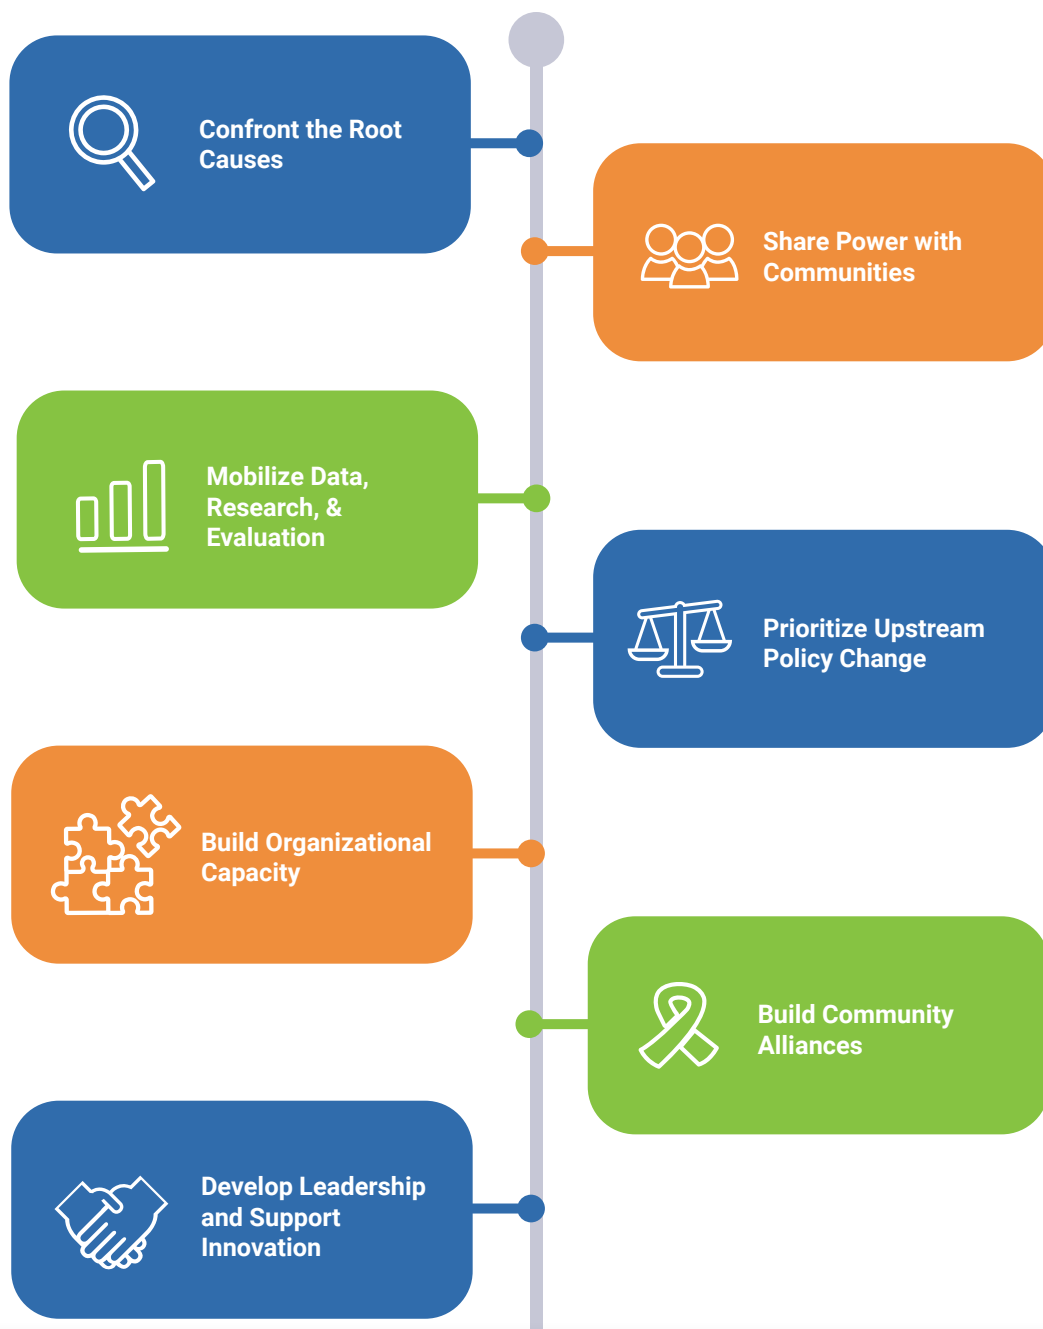 Confront the Root
Causes
Share Power with
Communities
Mobilize Data,
Research, &
Evaluation
Prioritize Upstream
Policy Change
Build Organizational
Capacity
Build Community
Alliances
Develop Leadership
and Support
Innovation